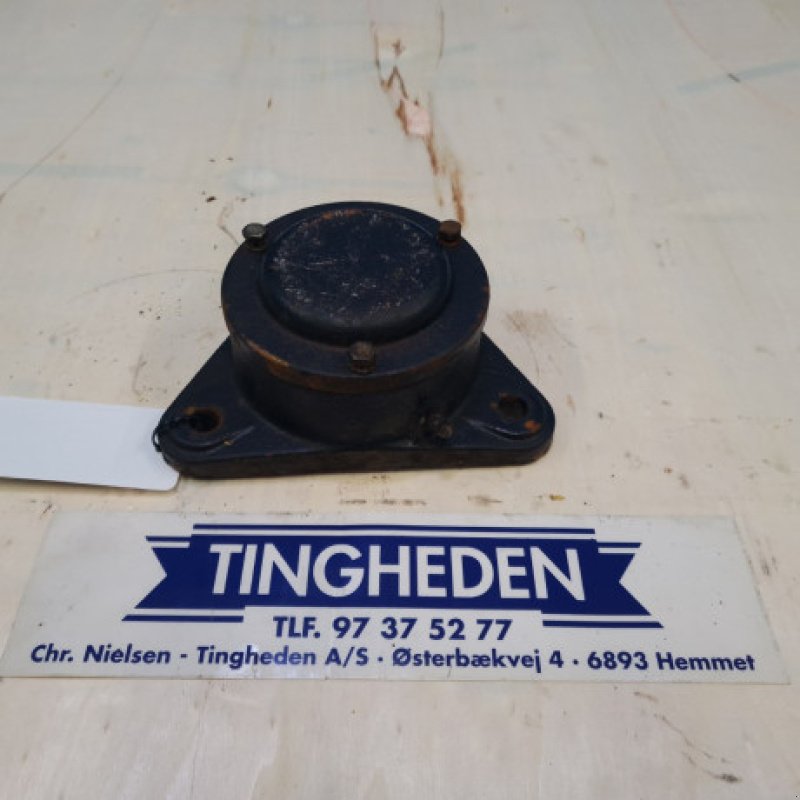 TINGHEDEN
TLF. 97 37 52 77
Chr. Nielsen - Tingheden A/S · Østerbækvej 4 · 6893 Hemmet